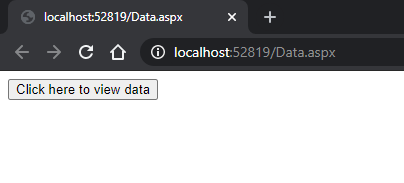 localhost:52819/Data.aspx
localhost:52819/Data.aspx
Click here to view data